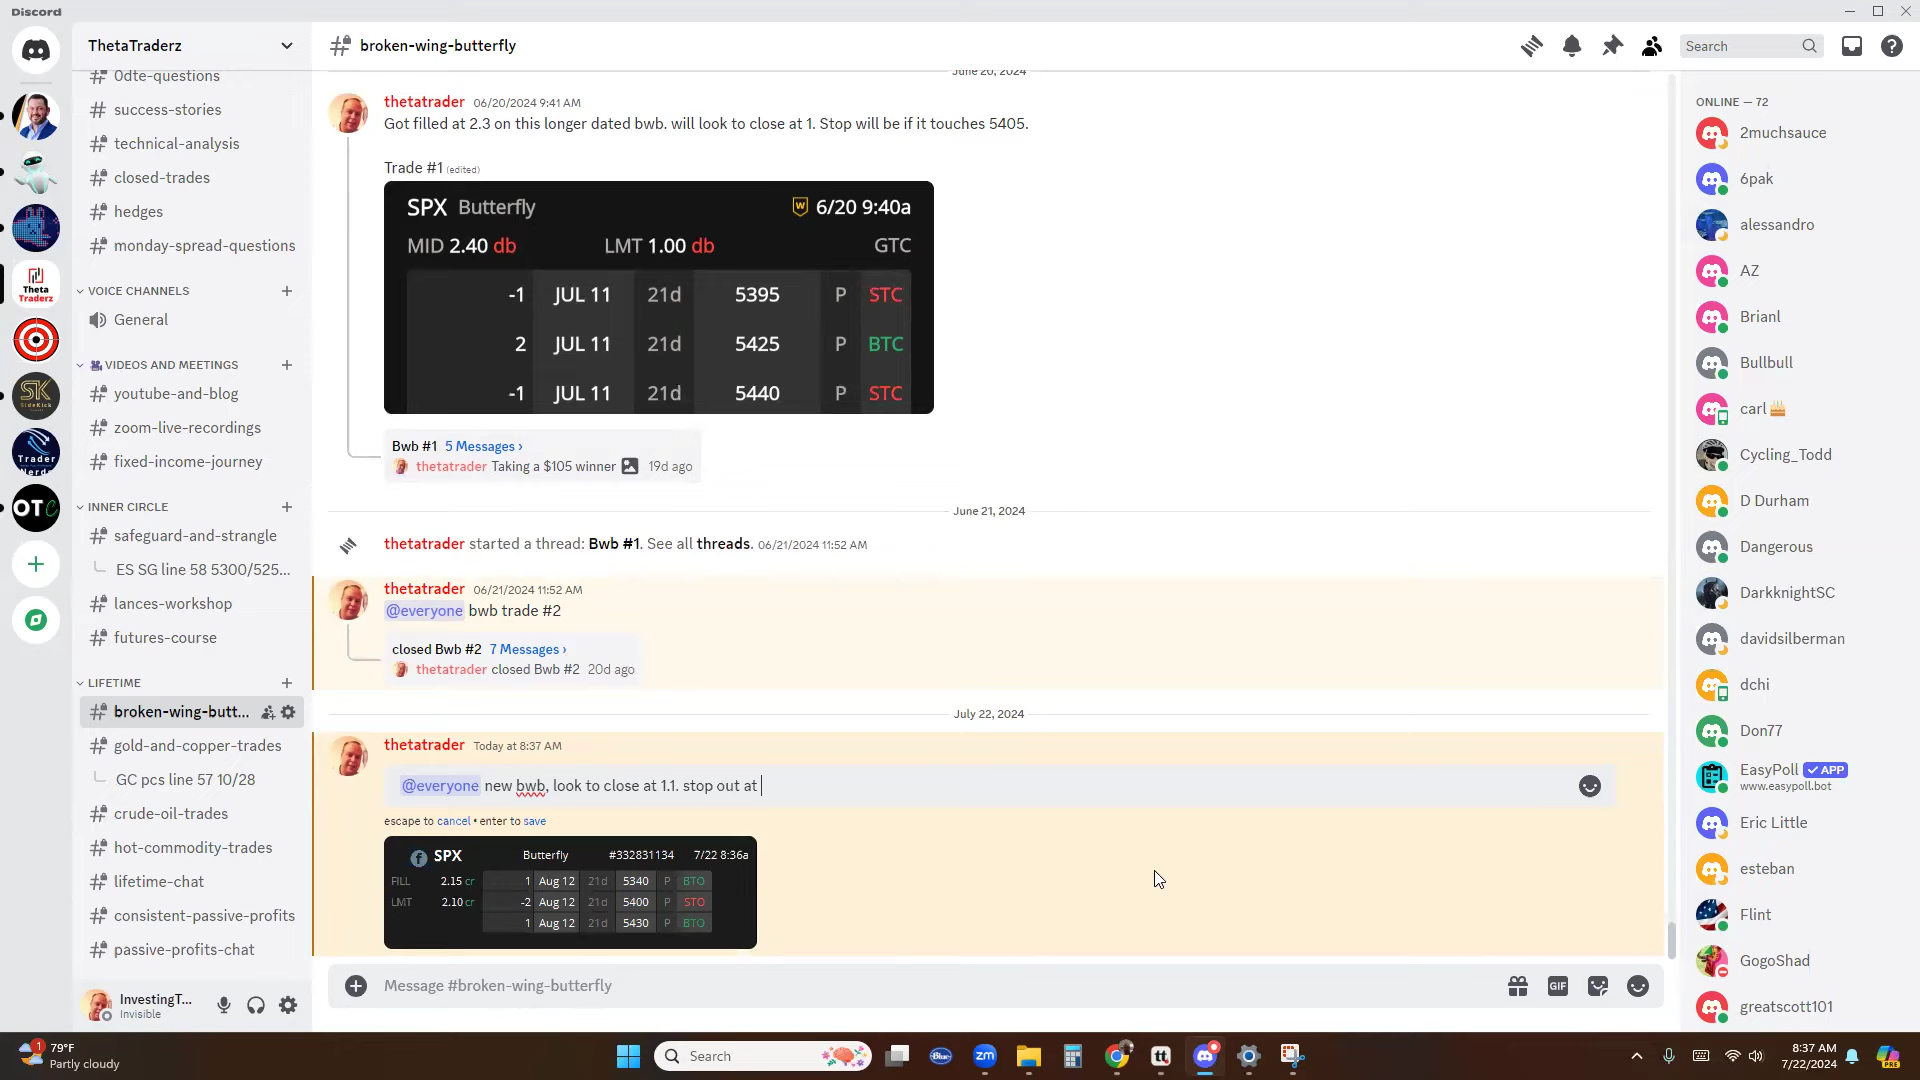 Discord
ThetaTraderz
0dte-questions
success-stories
technical-analysis
closed-trades
hedges
monday-spread-questions
VOICE CHANNELS
General
VIDEOS AND MEETINGS
youtube-and-blog
zoom-live-recordings
fixed-income-journey
INNER CIRCLE
safeguard-and-strangle
ES SG line 58 5300/525...
lances-workshop
futures-course
LIFETIME
broken-wing-butt...
gold-and-copper-trades
GC pcs line 57 10/28
crude-oil-trades
hot-commodity-trades
lifetime-chat
consistent-passive-profits
passive-profits-chat
InvestingT...
Invisible
Theta
Traderz
SK
Trader
Nerds
OTC
broken-wing-butterfly
Search
June 20, 2024
thetatrader 06/20/2024 9:41 AM
Got filled at 2.3 on this longer dated bwb. will look to close at 1. Stop will be if it touches 5405.
Trade #1 (edited)
SPX Butterfly W 6/20 9:40a
MID 2.40 db LMT 1.00 db GTC
-1 JUL 11 21d 5395 P STC
2 JUL 11 21d 5425 P BTC
-1 JUL 11 21d 5440 P STC
Bwb #1 5 Messages ›
thetatrader Taking a $105 winner 19d ago
June 21, 2024
thetatrader started a thread: Bwb #1. See all threads. 06/21/2024 11:52 AM
thetatrader 06/21/2024 11:52 AM
@everyone bwb trade #2
closed Bwb #2 7 Messages ›
thetatrader closed Bwb #2 20d ago
July 22, 2024
thetatrader Today at 8:37 AM
@everyone new bwb, look to close at 1.1. stop out at
escape to cancel • enter to save
f SPX Butterfly #332831134 7/22 8:36a
FILL 2.15 cr 1 Aug 12 21d 5340 P BTO
LMT 2.10 cr -2 Aug 12 21d 5400 P STO
1 Aug 12 21d 5430 P BTO
Message #broken-wing-butterfly
GIF
ONLINE — 72
2muchsauce
6pak
alessandro
AZ
Brianl
Bullbull
carl
Cycling_Todd
D Durham
Dangerous
DarkknightSC
davidsilberman
dchi
Don77
EasyPoll ✓ APP
www.easypoll.bot
Eric Little
esteban
Flint
GogoShad
greatscott101
1
79°F
Partly cloudy
Search
Blue
zm
tt
8:37 AM
7/22/2024
PRE